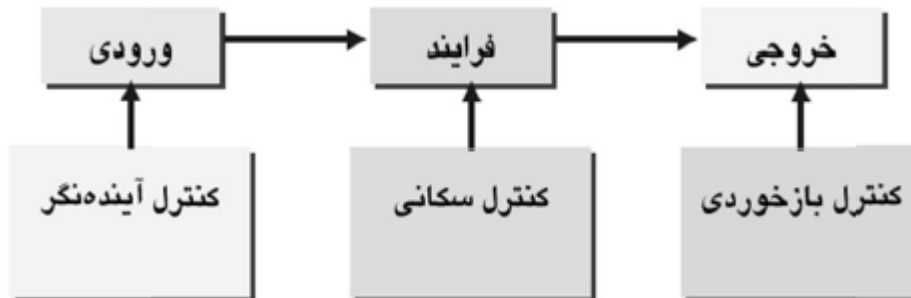 ورودی
فرایند
خروجی
کنترل آینده‌نگر
کنترل سکانی
کنترل بازخوردی